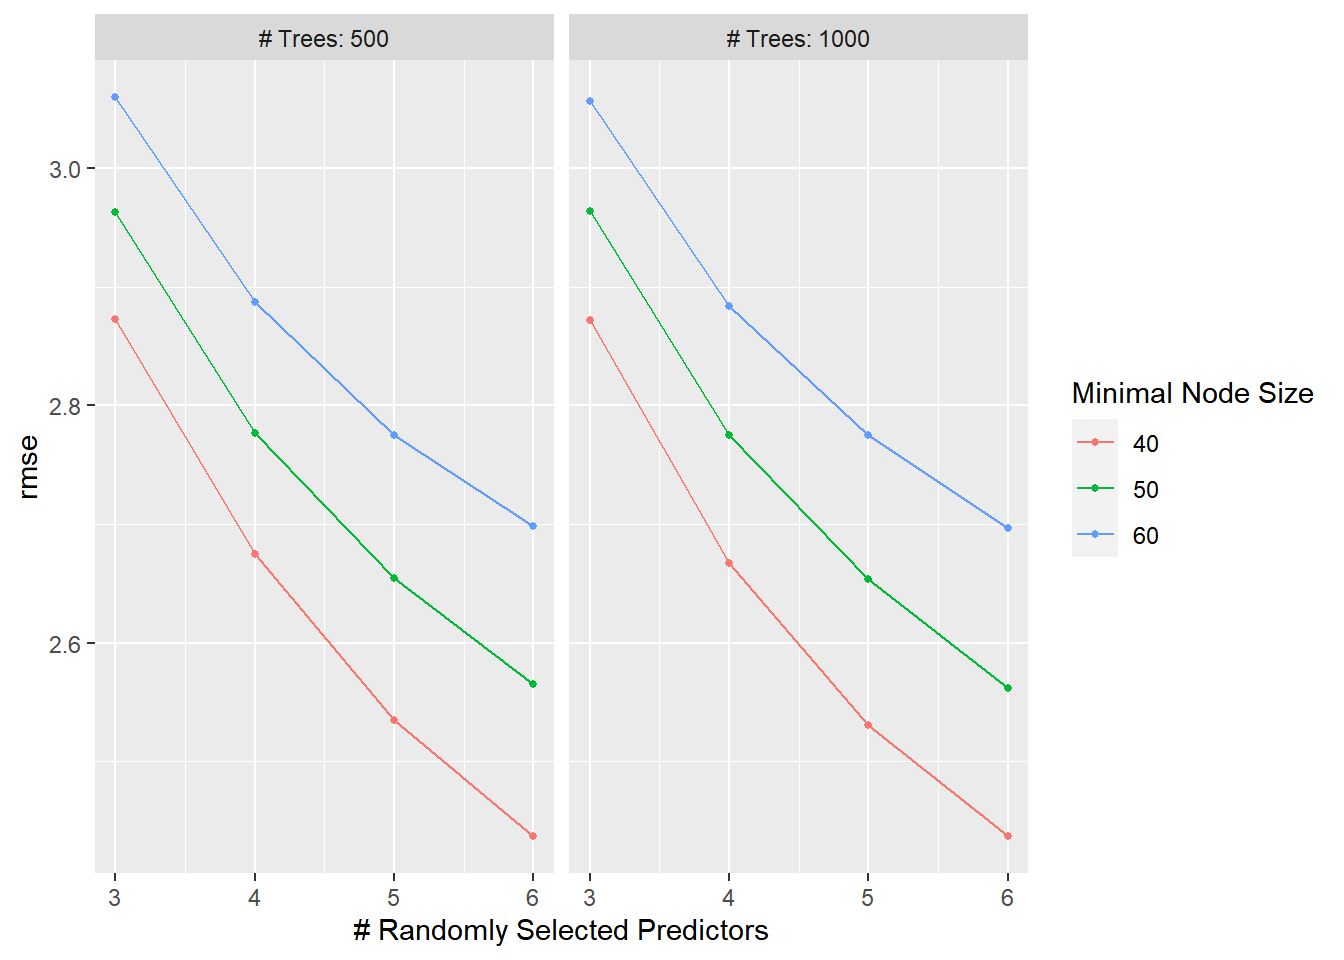 # Trees: 500
# Trees: 1000
3.0
2.8
2.6
rmse
3 4 5 6
3 4 5 6
# Randomly Selected Predictors
Minimal Node Size
40
50
60